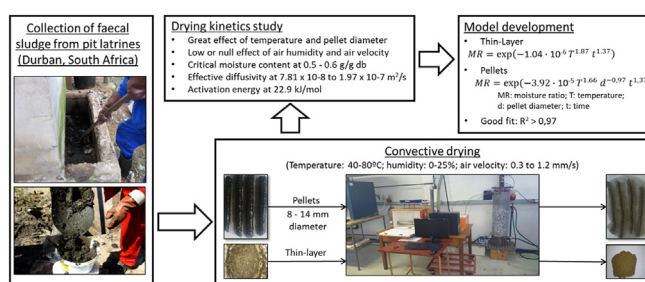 Collection of faecal
sludge from pit latrines
(Durban, South Africa)
Drying kinetics study
• Great effect of temperature and pellet diameter
• Low or null effect of air humidity and air velocity
• Critical moisture content at 0.5 - 0.6 g/g db
• Effective diffusivity at 7.81 x 10-8 to 1.97 x 10-7 m²/s
• Activation energy at 22.9 kJ/mol
Model development
• Thin-Layer
MR = exp(−1.04 · 10⁻⁶ T¹·⁸⁷ t¹·³⁷)
• Pellets
MR = exp(−3.92 · 10⁻⁵ T¹·⁶⁶ d⁻⁰·⁹⁷ t¹·³⁷)
MR: moisture ratio; T: temperature;
d: pellet diameter; t: time
• Good fit: R² > 0,97
Convective drying
(Temperature: 40-80ºC; humidity: 0-25%; air velocity: 0.3 to 1.2 mm/s)
Pellets
8 - 14 mm
diameter
Thin-layer